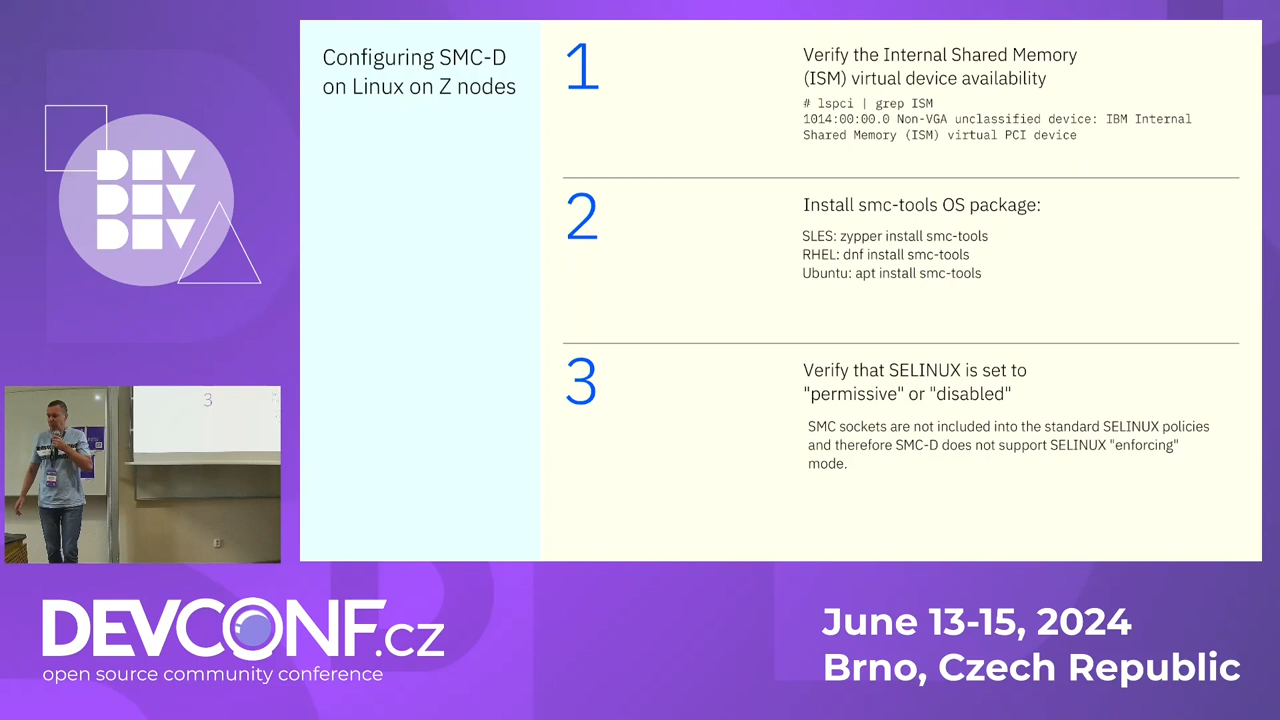 Configuring SMC-D
on Linux on Z nodes
1
Verify the Internal Shared Memory
(ISM) virtual device availability
# lspci | grep ISM
1014:00:00.0 Non-VGA unclassified device: IBM Internal
Shared Memory (ISM) virtual PCI device
2
Install smc-tools OS package:
SLES: zypper install smc-tools
RHEL: dnf install smc-tools
Ubuntu: apt install smc-tools
3
Verify that SELINUX is set to
"permissive" or "disabled"
SMC sockets are not included into the standard SELINUX policies
and therefore SMC-D does not support SELINUX "enforcing"
mode.
DEV
DEV
DEV
3
DEVCONF.cz
open source community conference
June 13-15, 2024
Brno, Czech Republic